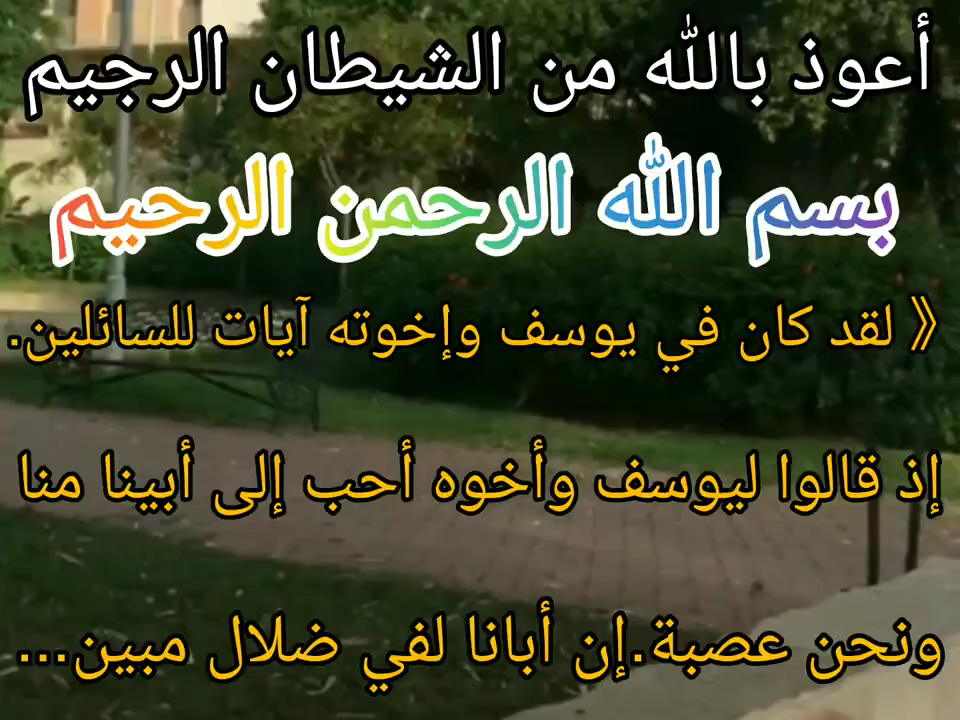 أعوذ بالله من الشيطان الرجيم
بسم الله الرحمن الرحيم
《 لقد كان في يوسف وإخوته آيات للسائلين.
إذ قالوا ليوسف وأخوه أحب إلى أبينا منا
ونحن عصبة.إن أبانا لفي ضلال مبين...